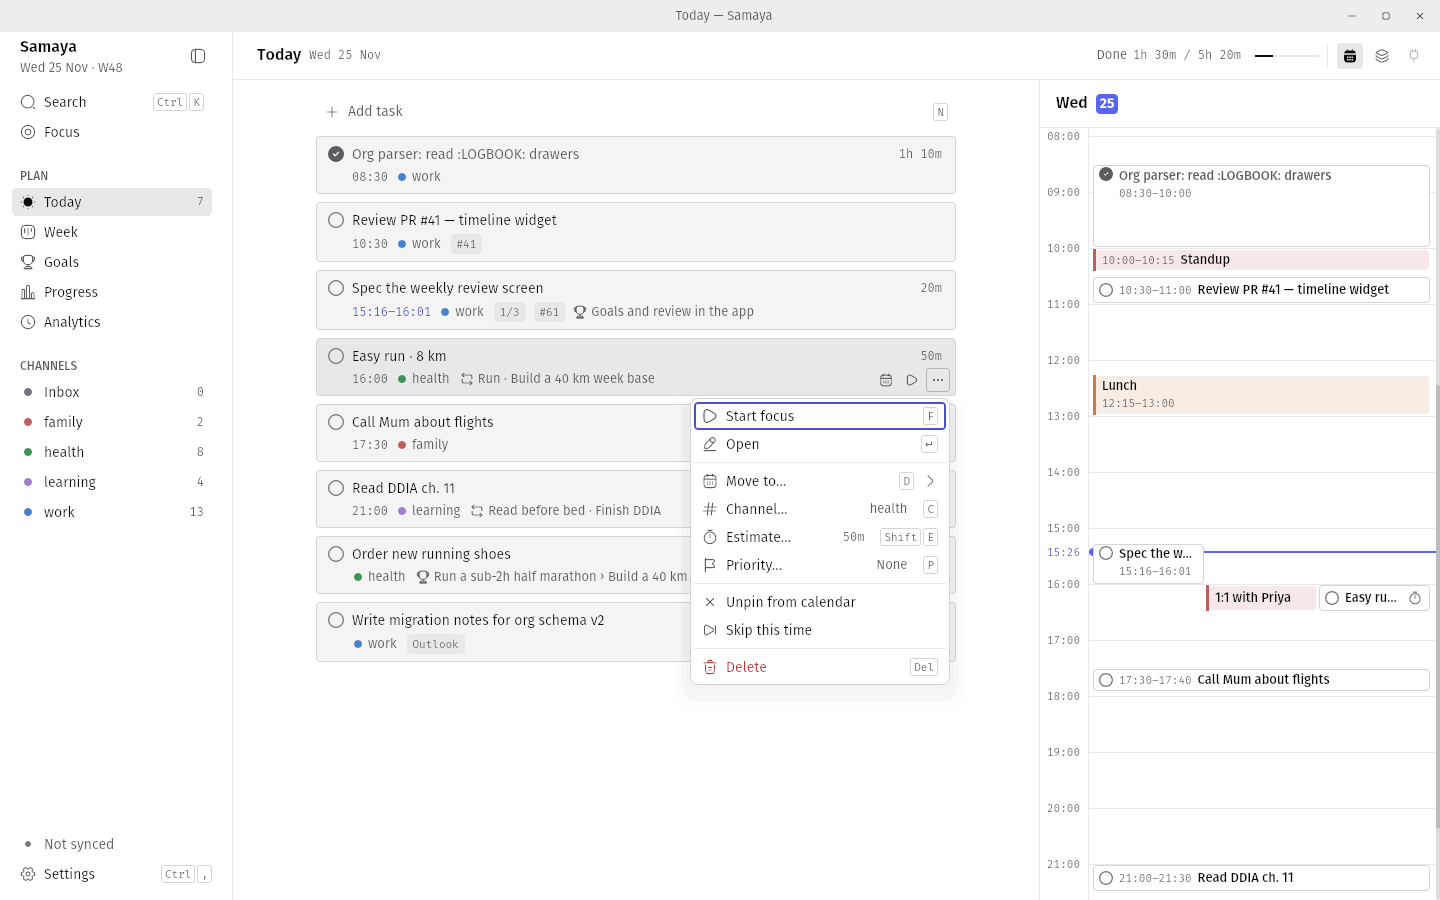 Today — Samaya
Samaya
Wed 25 Nov · W48
Search Ctrl K
Focus
PLAN
Today 7
Week
Goals
Progress
Analytics
CHANNELS
Inbox 0
family 2
health 8
learning 4
work 13
Not synced
Settings Ctrl ,
Today Wed 25 Nov
Done 1h 30m / 5h 20m
Add task N
Org parser: read :LOGBOOK: drawers 1h 10m
08:30 work
Review PR #41 — timeline widget
10:30 work #41
Spec the weekly review screen 20m
15:16–16:01 work 1/3 #61 Goals and review in the app
Easy run · 8 km 50m
16:00 health Run · Build a 40 km week base
Call Mum about flights
17:30 family
Read DDIA ch. 11
21:00 learning Read before bed · Finish DDIA
Order new running shoes
health Run a sub-2h half marathon › Build a 40 km
Write migration notes for org schema v2
work Outlook
Start focus F
Open ↵
Move to... D
Channel... health C
Estimate... 50m Shift E
Priority... None P
Unpin from calendar
Skip this time
Delete Del
Wed 25
08:00
Org parser: read :LOGBOOK: drawers
08:30–10:00
09:00
10:00
10:00–10:15 Standup
10:30–11:00 Review PR #41 — timeline widget
11:00
12:00
Lunch
12:15–13:00
13:00
14:00
15:00
15:26
Spec the w...
15:16–16:01
16:00
1:1 with Priya
Easy ru...
17:00
17:30–17:40 Call Mum about flights
18:00
19:00
20:00
21:00
21:00–21:30 Read DDIA ch. 11